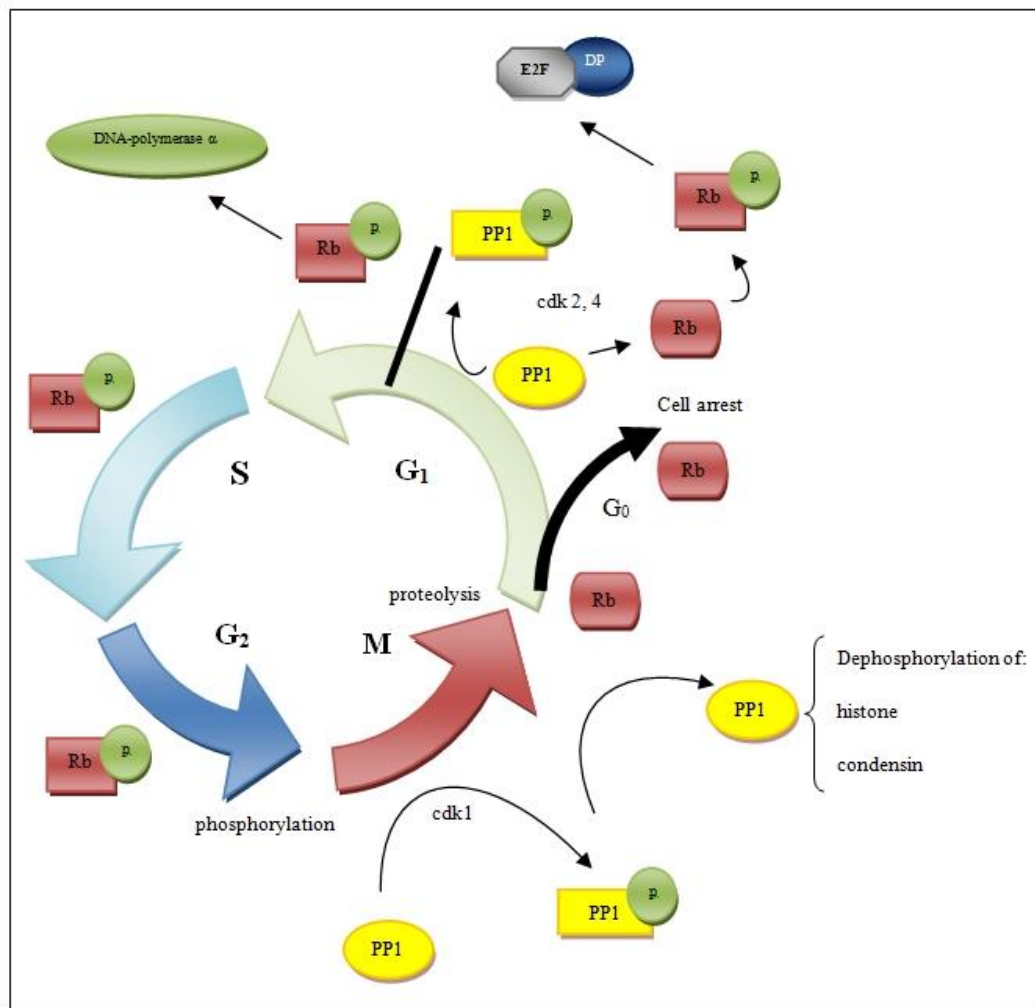 E2F
DP
DNA-polymerase α
Rb
p.
PP1
p.
Rb
p.
cdk 2, 4
Rb
PP1
Rb
p.
Cell arrest
Rb
S
G₁
G₀
proteolysis
Rb
G₂
M
Dephosphorylation of:
PP1
histone
condensin
Rb
p.
phosphorylation
cdk1
PP1
p.
PP1